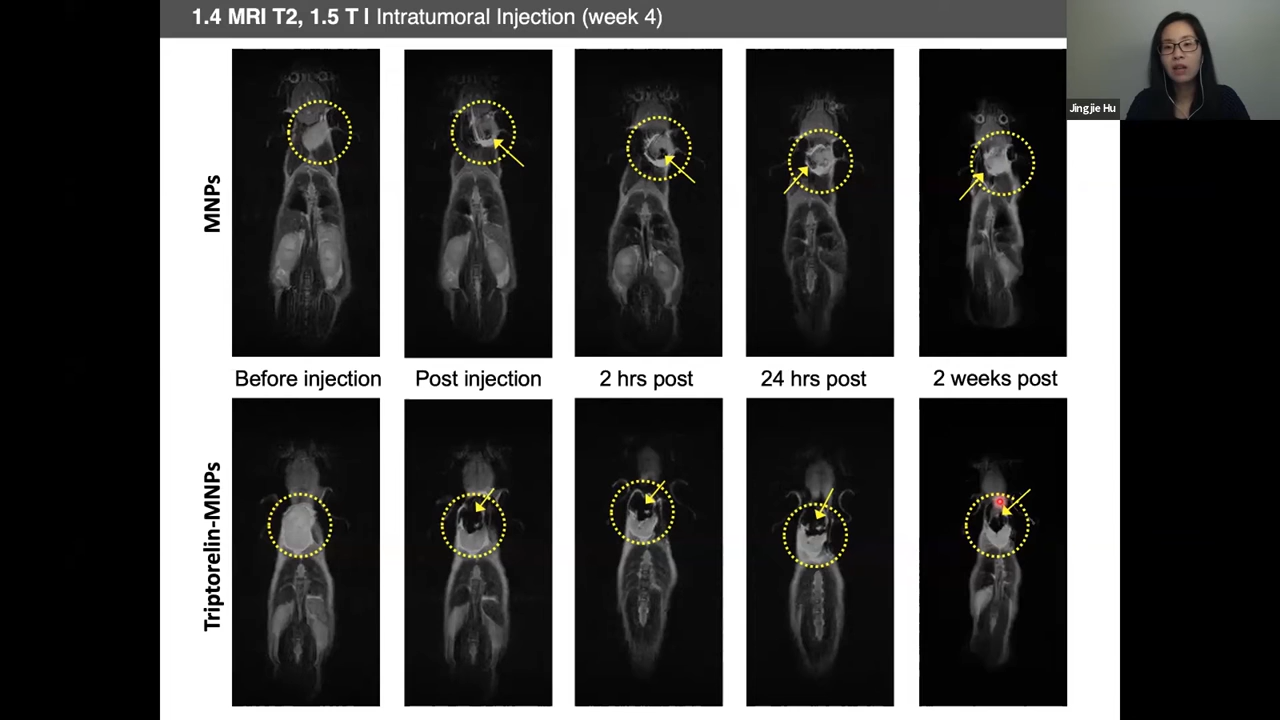 1.4 MRI T2, 1.5 T I Intratumoral Injection (week 4)
Jingjie Hu
MNPs
Before injection
Post injection
2 hrs post
24 hrs post
2 weeks post
Triptorelin-MNPs